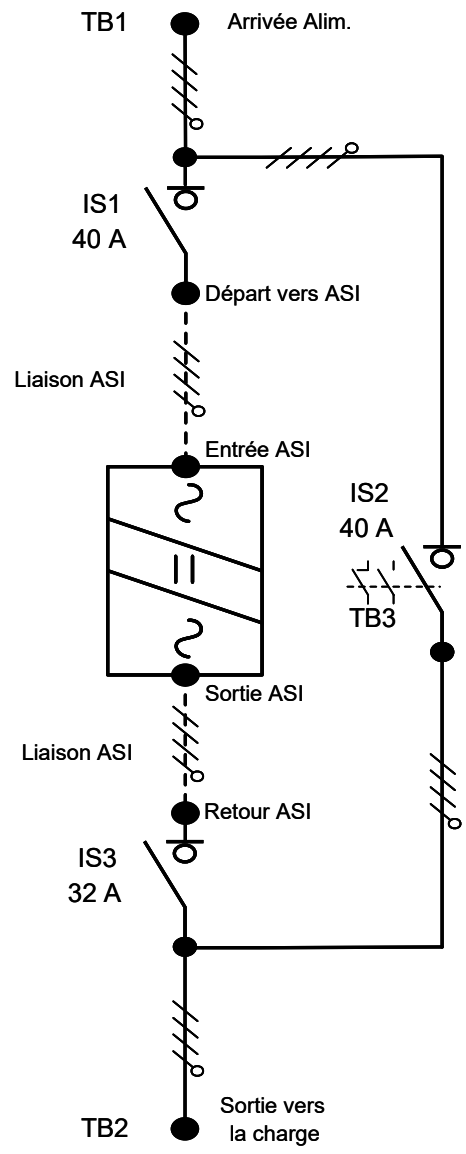 TB1
Arrivée Alim.
IS1
40 A
Départ vers ASI
Liaison ASI
Entrée ASI
IS2
40 A
TB3
Sortie ASI
Liaison ASI
Retour ASI
IS3
32 A
Sortie vers
la charge
TB2